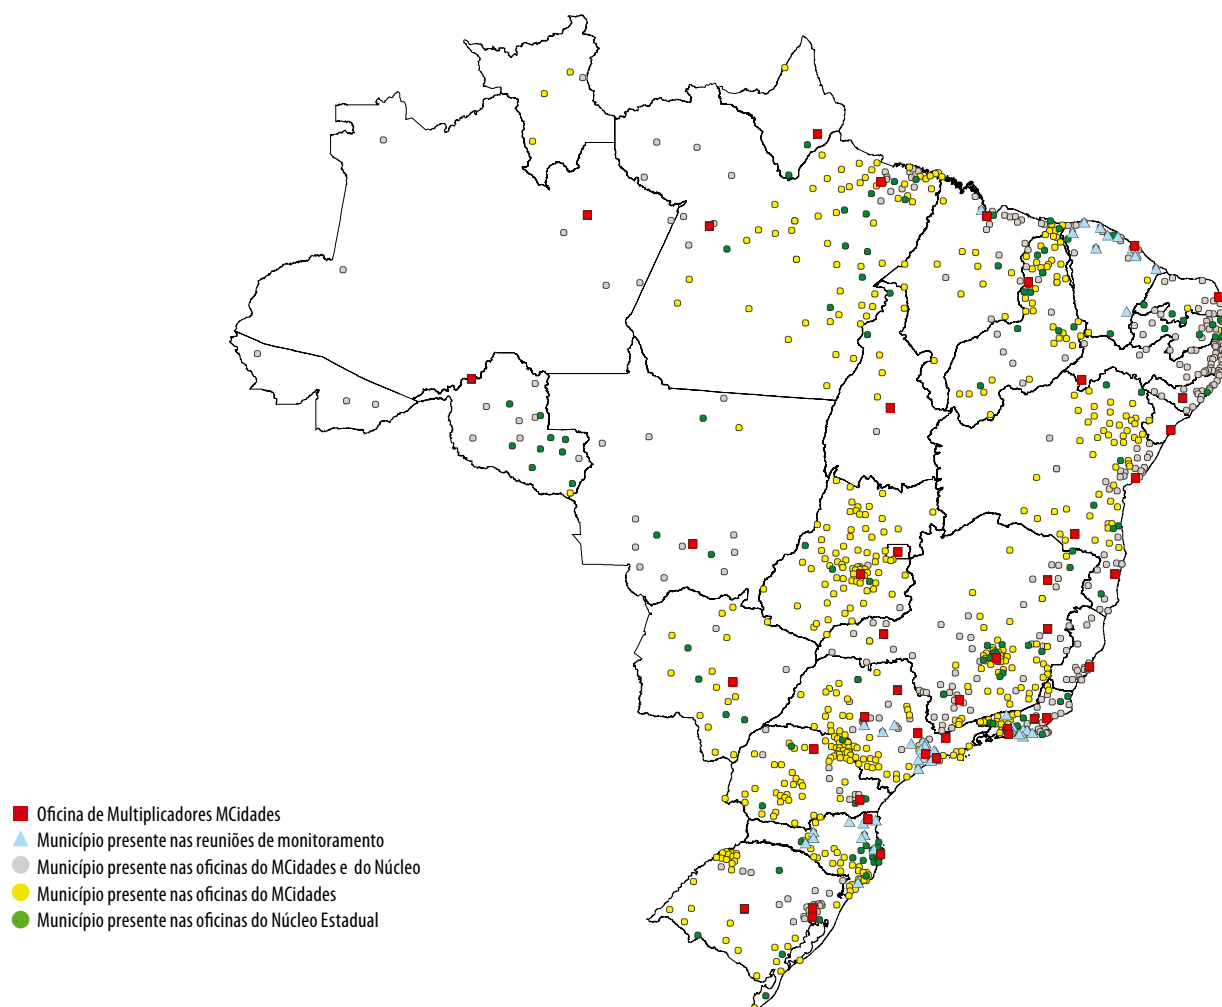 Oficina de Multiplicadores MCidades
Município presente nas reuniões de monitoramento
Município presente nas oficinas do MCidades e do Núcleo
Município presente nas oficinas do MCidades
Município presente nas oficinas do Núcleo Estadual